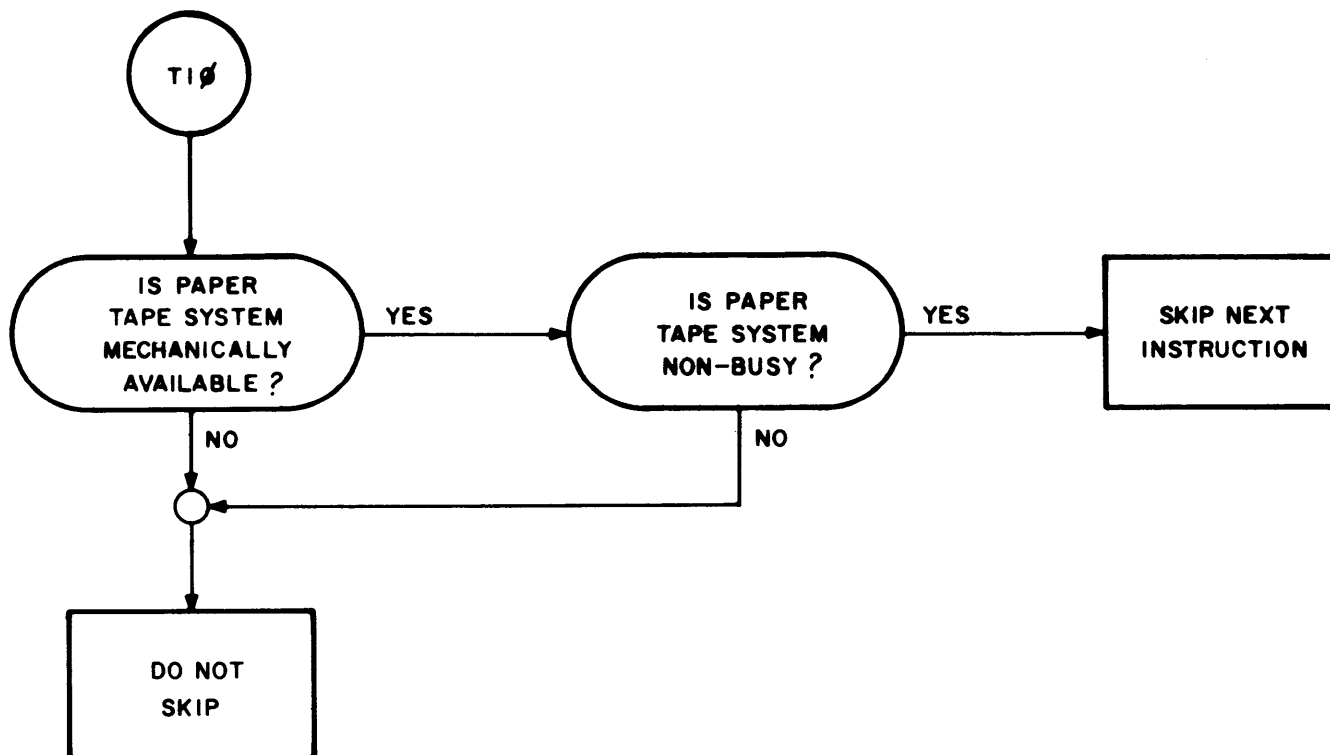 TIØ
IS PAPER
TAPE SYSTEM
MECHANICALLY
AVAILABLE?
YES
IS PAPER
TAPE SYSTEM
NON-BUSY?
YES
SKIP NEXT
INSTRUCTION
NO
NO
DO NOT
SKIP